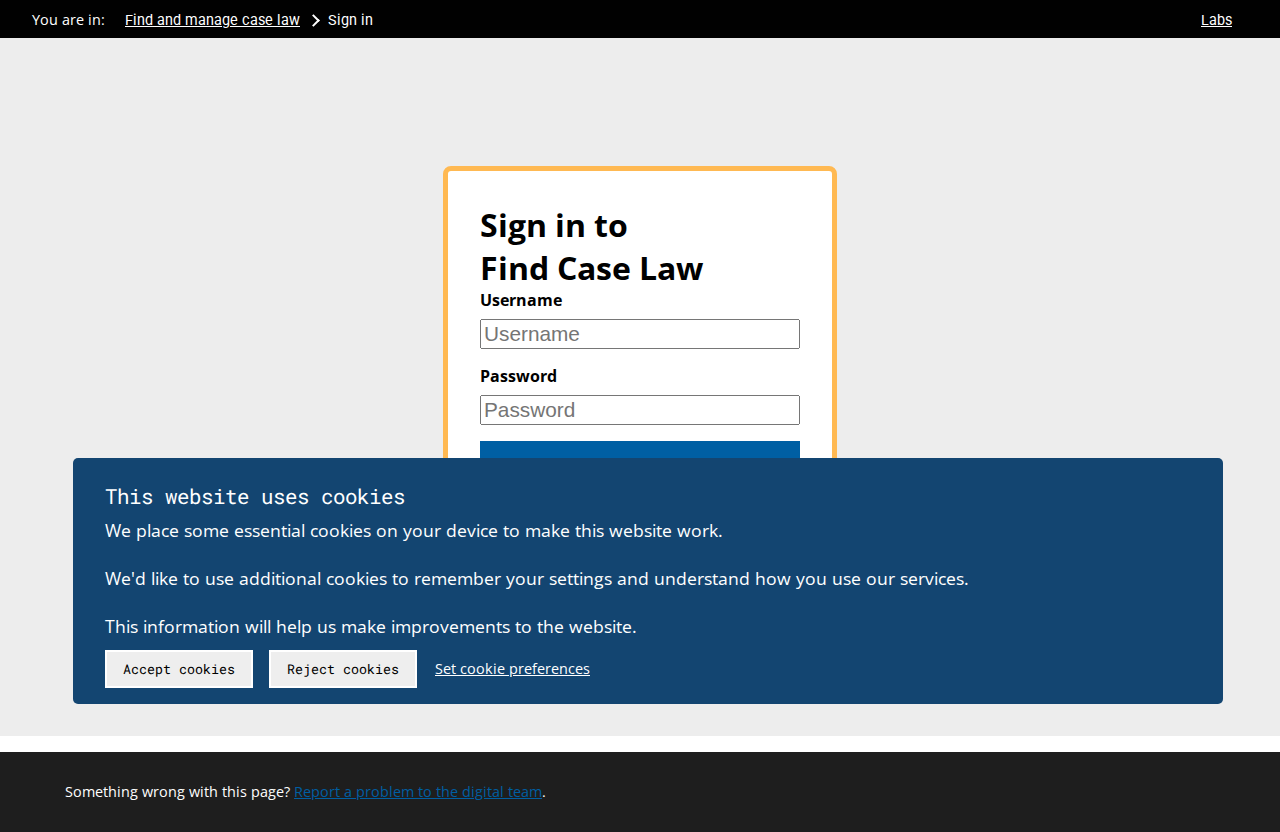 You are in: Find and manage case law Sign in Labs
Sign in to
Find Case Law
Username
Username
Password
Password
This website uses cookies
We place some essential cookies on your device to make this website work.
We'd like to use additional cookies to remember your settings and understand how you use our services.
This information will help us make improvements to the website.
Accept cookies Reject cookies Set cookie preferences
Something wrong with this page? Report a problem to the digital team.